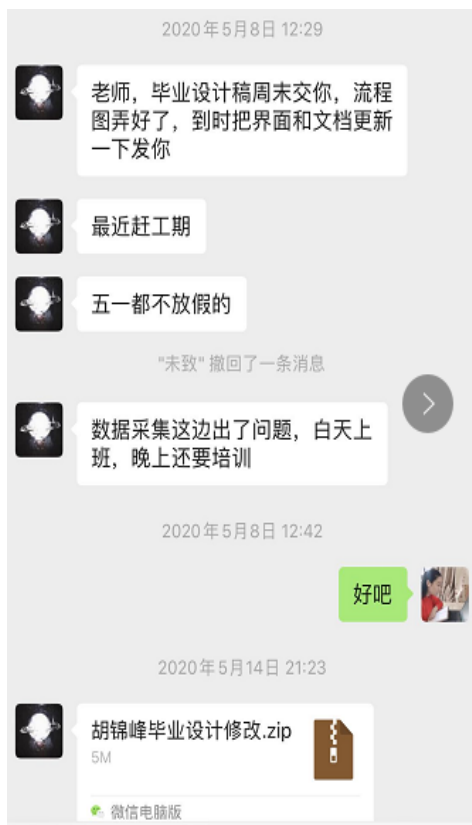 2020年5月8日 12:29
老师，毕业设计稿周末交你，流程
图弄好了，到时把界面和文档更新
一下发你
最近赶工期
五一都不放假的
"未致" 撤回了一条消息
数据采集这边出了问题，白天上
班，晚上还要培训
2020年5月8日 12:42
好吧
2020年5月14日 21:23
胡锦峰毕业设计修改.zip
5M
微信电脑版